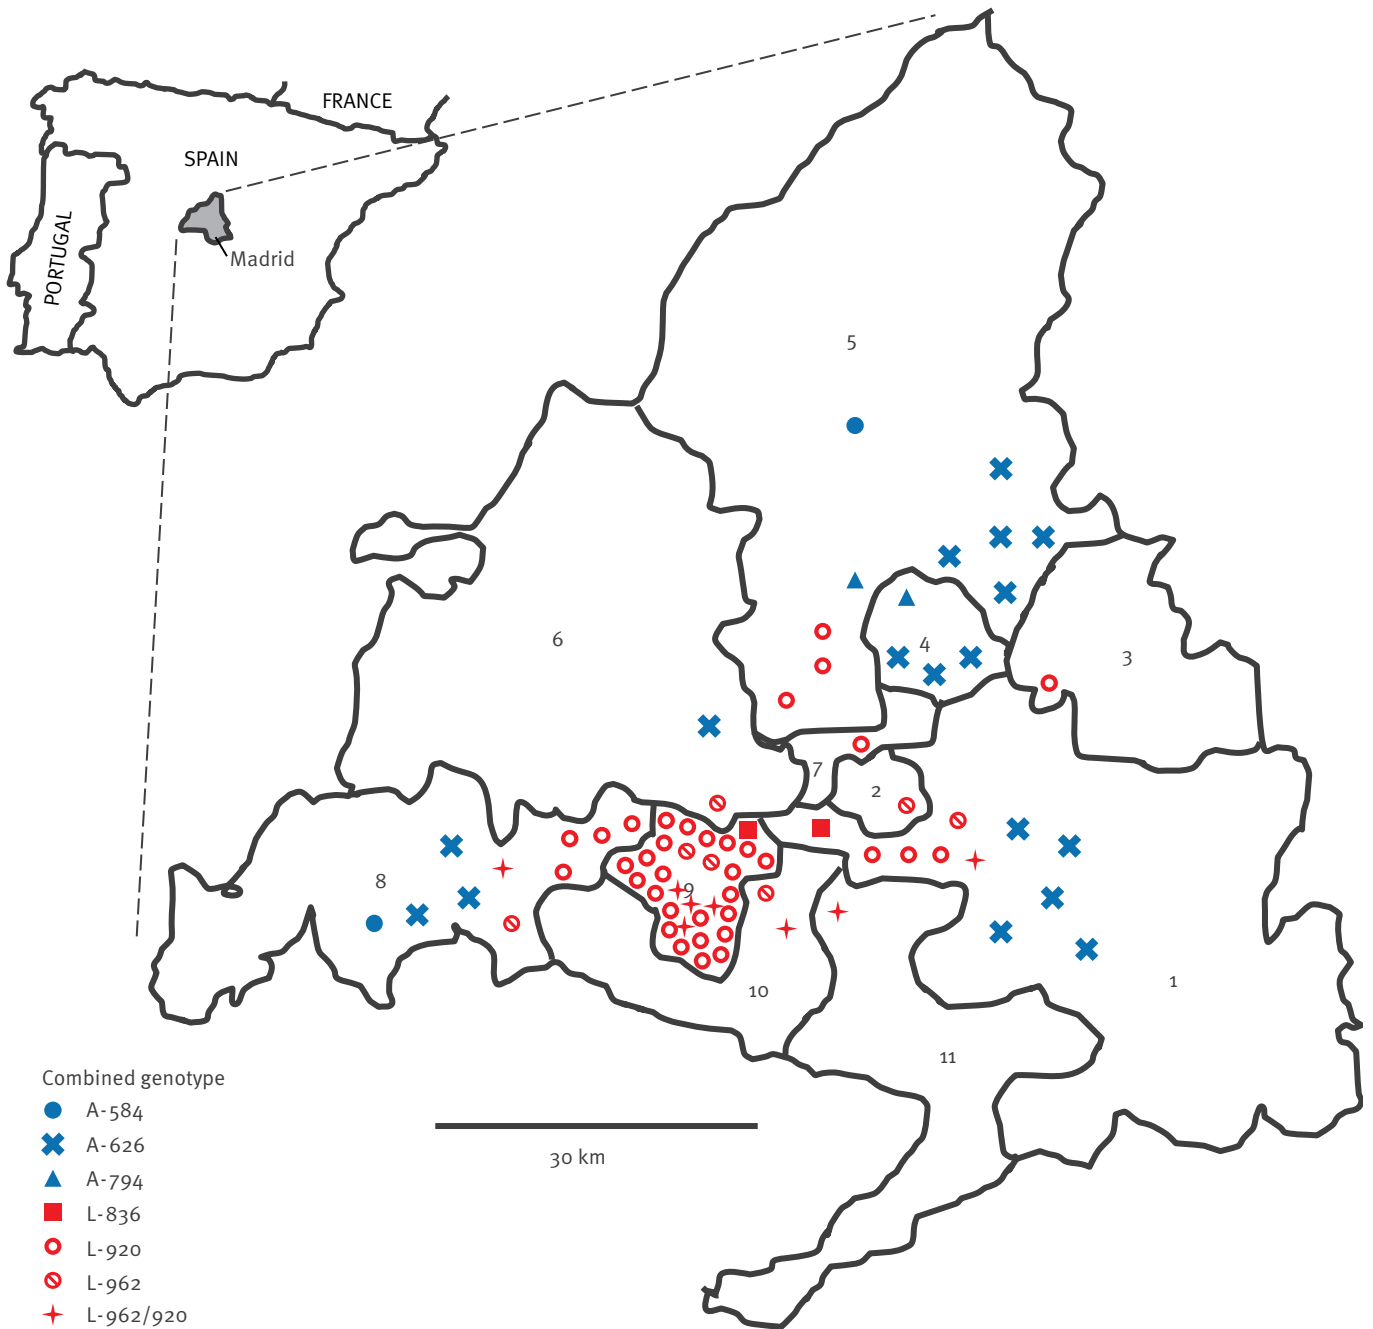 FRANCE
SPAIN
PORTUGAL
Madrid
5
6
4
3
7
2
8
9
10
1
11
Combined genotype
A-584
A-626
A-794
L-836
L-920
L-962
L-962/920
30 km